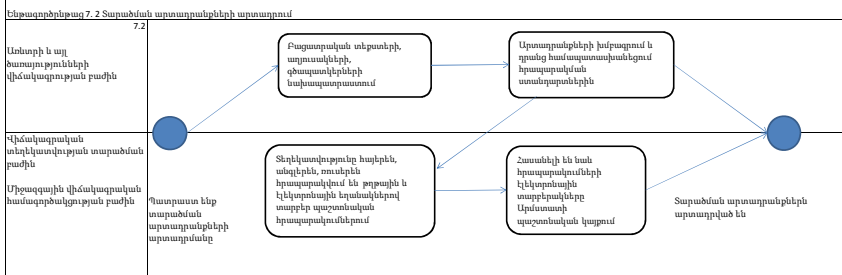 Ենթագործընթաց 7. 2 Տարածման արտադրանքների արտադրում
7.2
Առևտրի և այլ
ծառայությունների
վիճակագրության բաժին
Բացատրական տեքստերի,
աղյուսակների,
գծապատկերների
նախապատրաստում
Արտադրանքների խմբագրում և
դրանց համապատասխանեցում
հրապարակման
ստանդարտներին
Վիճակագրական
տեղեկատվության տարածման
բաժին
Միջազգային վիճակագրական
համագործակցության բաժին
Պատրաստ ենք
տարածման
արտադրանքների
արտադրմանը
Տեղեկատվությունը հայերեն,
անգլերեն, ռուսերեն
հրապարակվում են թղթային և
էլեկտրոնային եղանակներով
տարբեր պաշտոնական
հրապարակումներում
Հասանելի են նաև
հրապարակումների
էլեկտրոնային
տարբերակները
Արմստատի
պաշտոնական կայքում
Տարածման արտադրանքներն
արտադրված են